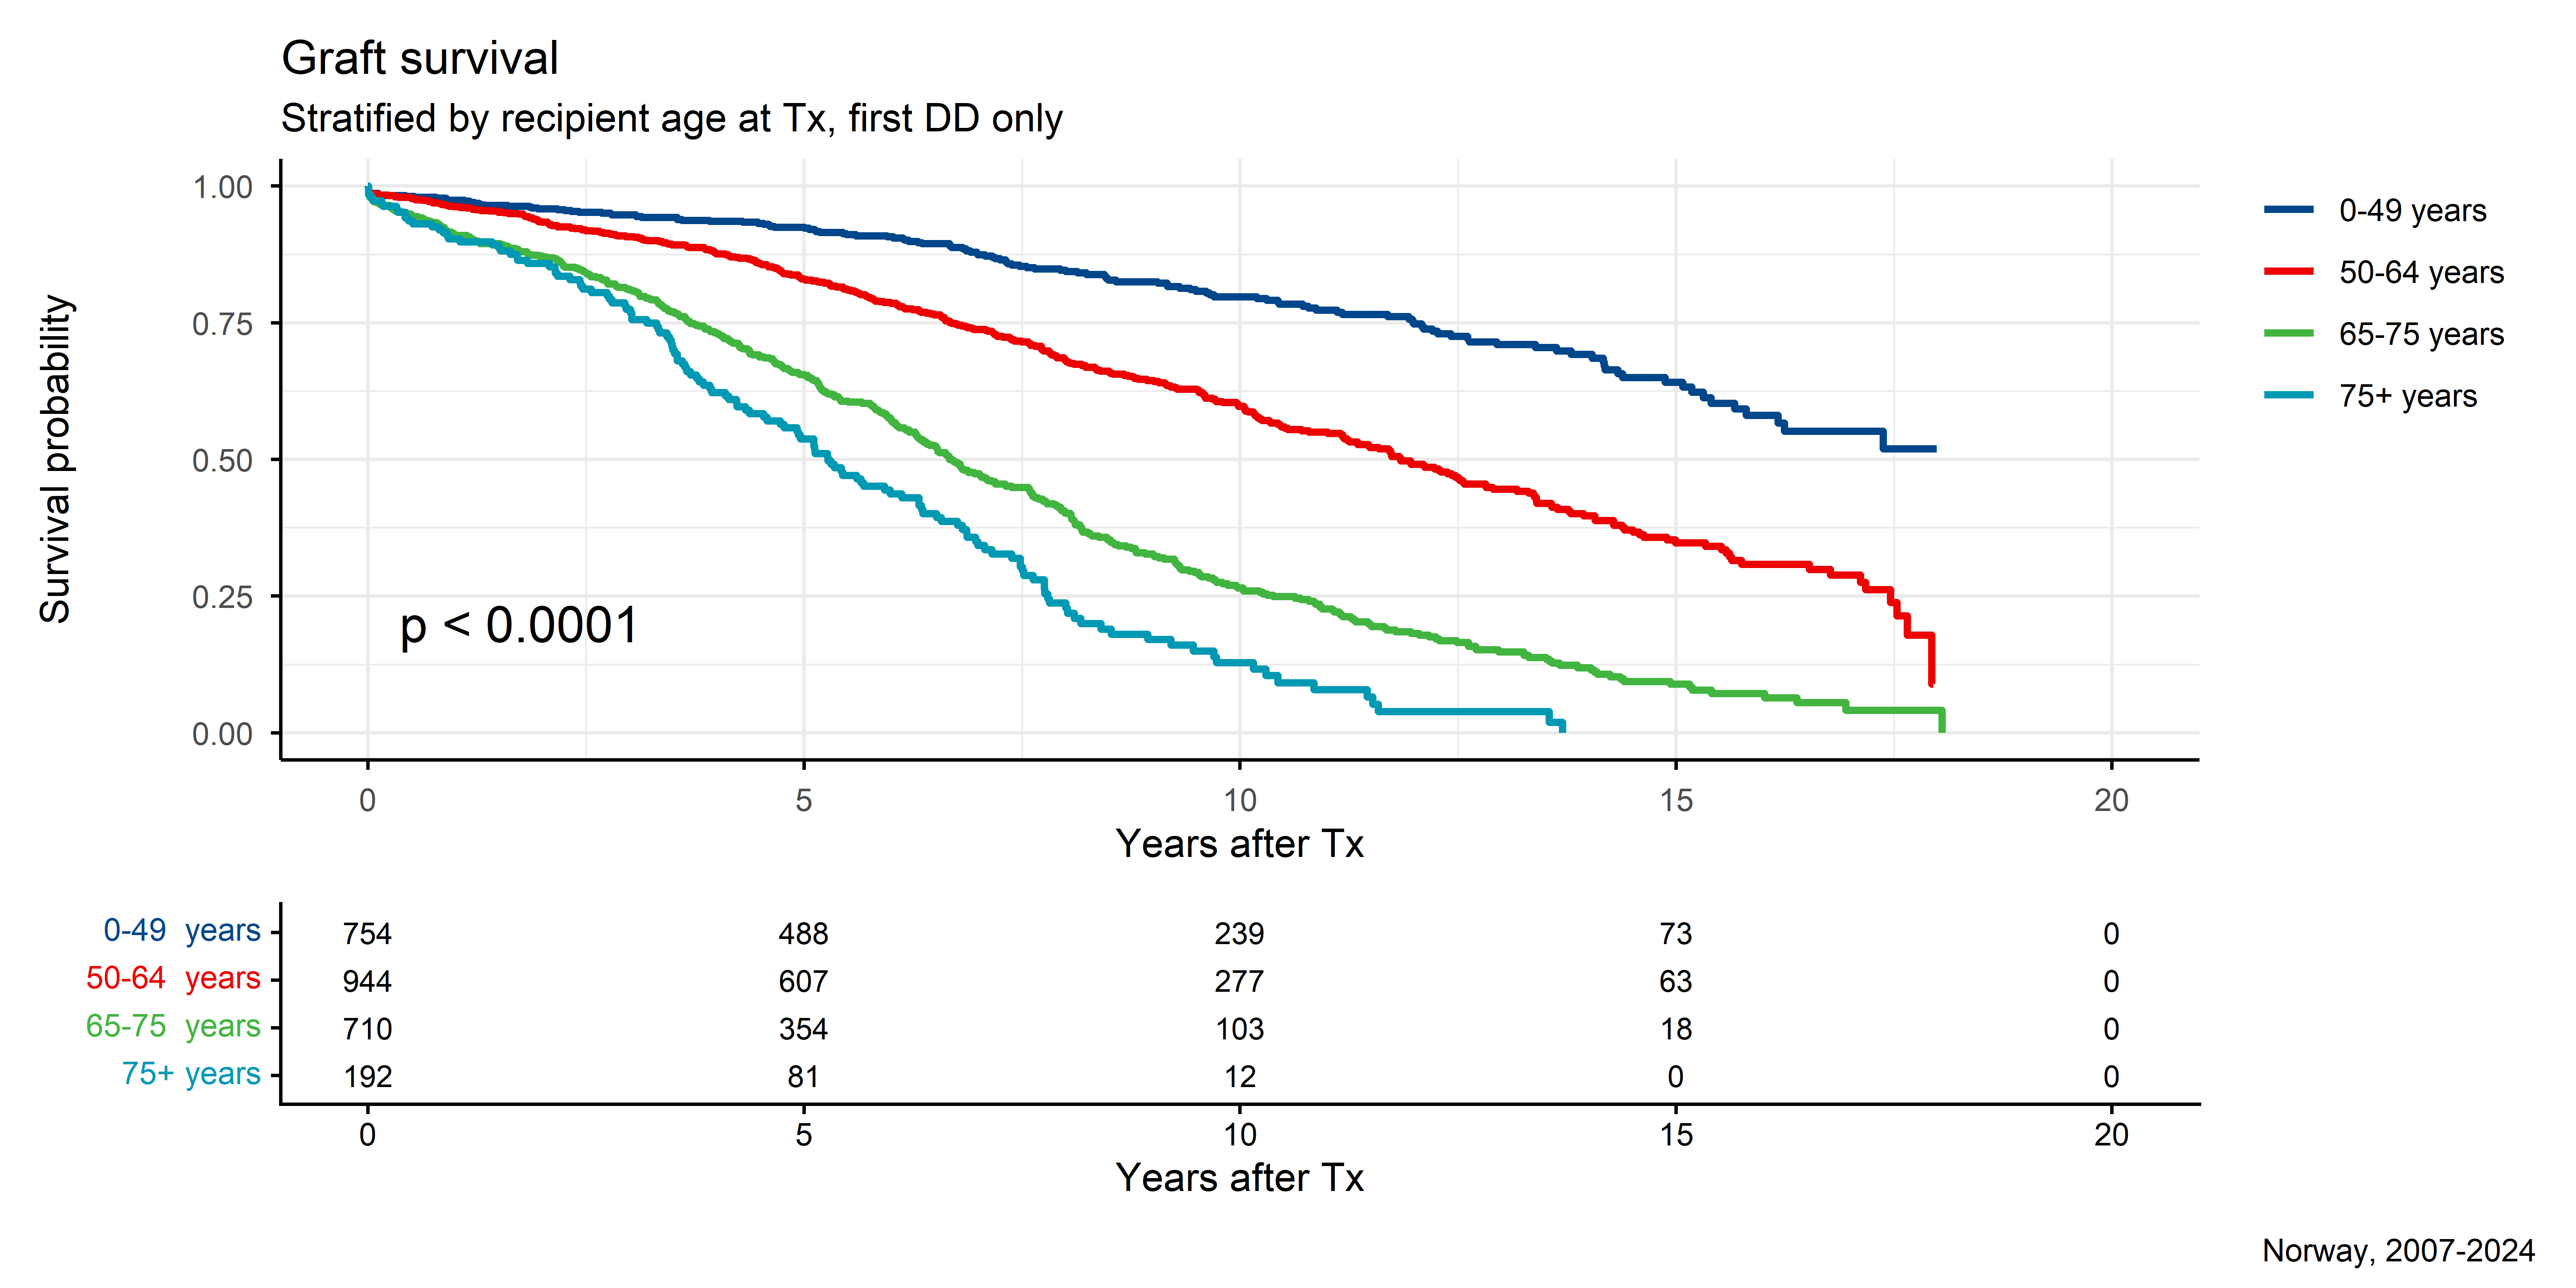 Graft survival
Stratified by recipient age at Tx, first DD only
Survival probability
1.00
0.75
0.50
0.25
0.00
p < 0.0001
0 5 10 15 20
Years after Tx
0-49 years
50-64 years
65-75 years
75+ years
0-49 years 754 488 239 73 0
50-64 years 944 607 277 63 0
65-75 years 710 354 103 18 0
75+ years 192 81 12 0 0
0 5 10 15 20
Years after Tx
Norway, 2007-2024